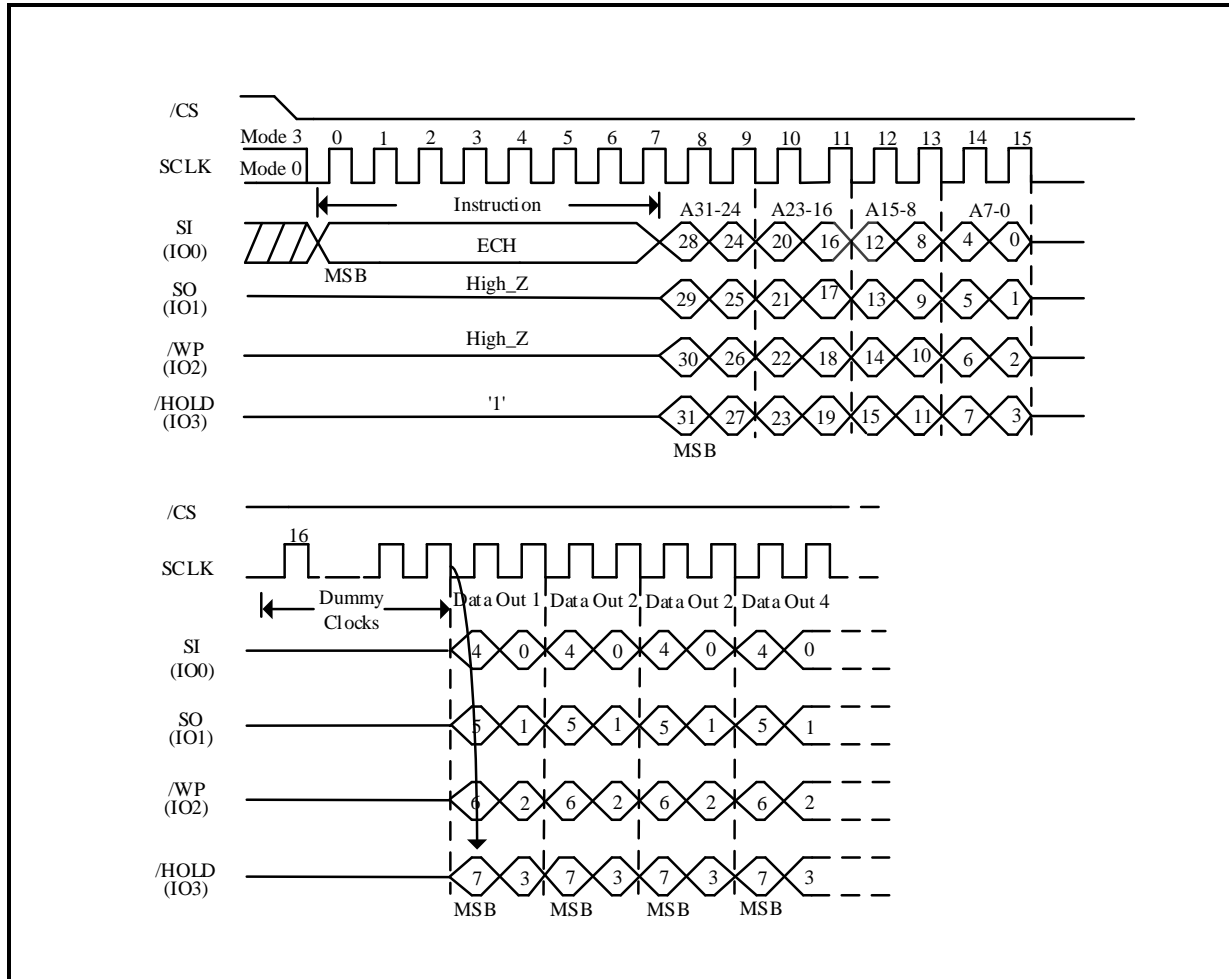 /CS
Mode 3 0 1 2 3 4 5 6 7 8 9 10 11 12 13 14 15
SCLK Mode 0
Instruction A31-24 A23-16 A15-8 A7-0
SI
(IO0)
ECH 28 24 20 16 12 8 4 0
MSB
SO
(IO1)
High_Z 29 25 21 17 13 9 5 1
/WP
(IO2)
High_Z 30 26 22 18 14 10 6 2
/HOLD
(IO3)
'1' 31 27 23 19 15 11 7 3
MSB
/CS
16
SCLK
Dummy
Clocks
Data Out 1 Data Out 2 Data Out 2 Data Out 4
SI
(IO0)
4 0 4 0 4 0 4 0
SO
(IO1)
5 1 5 1 5 1 5 1
/WP
(IO2)
6 2 6 2 6 2 6 2
/HOLD
(IO3)
7 3 7 3 7 3 7 3
MSB MSB MSB MSB